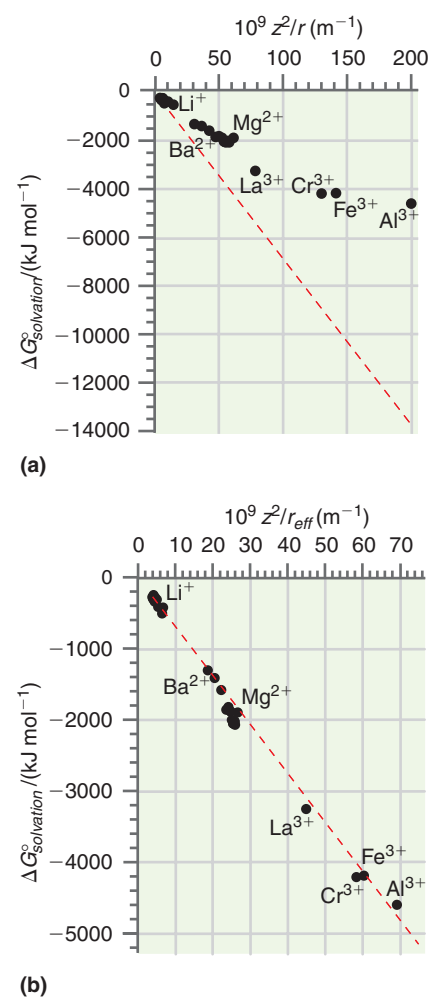 10⁹ z²/r (m⁻¹)
0 50 100 150 200
0
−2000
−4000
−6000
−8000
−10000
−12000
−14000
ΔG°solvation/(kJ mol⁻¹)
Li⁺
Mg²⁺
Ba²⁺
La³⁺
Cr³⁺
Fe³⁺
Al³⁺
(a)
10⁹ z²/reff (m⁻¹)
0 10 20 30 40 50 60 70
0
−1000
−2000
−3000
−4000
−5000
ΔG°solvation/(kJ mol⁻¹)
Li⁺
Ba²⁺
Mg²⁺
La³⁺
Fe³⁺
Cr³⁺
Al³⁺
(b)